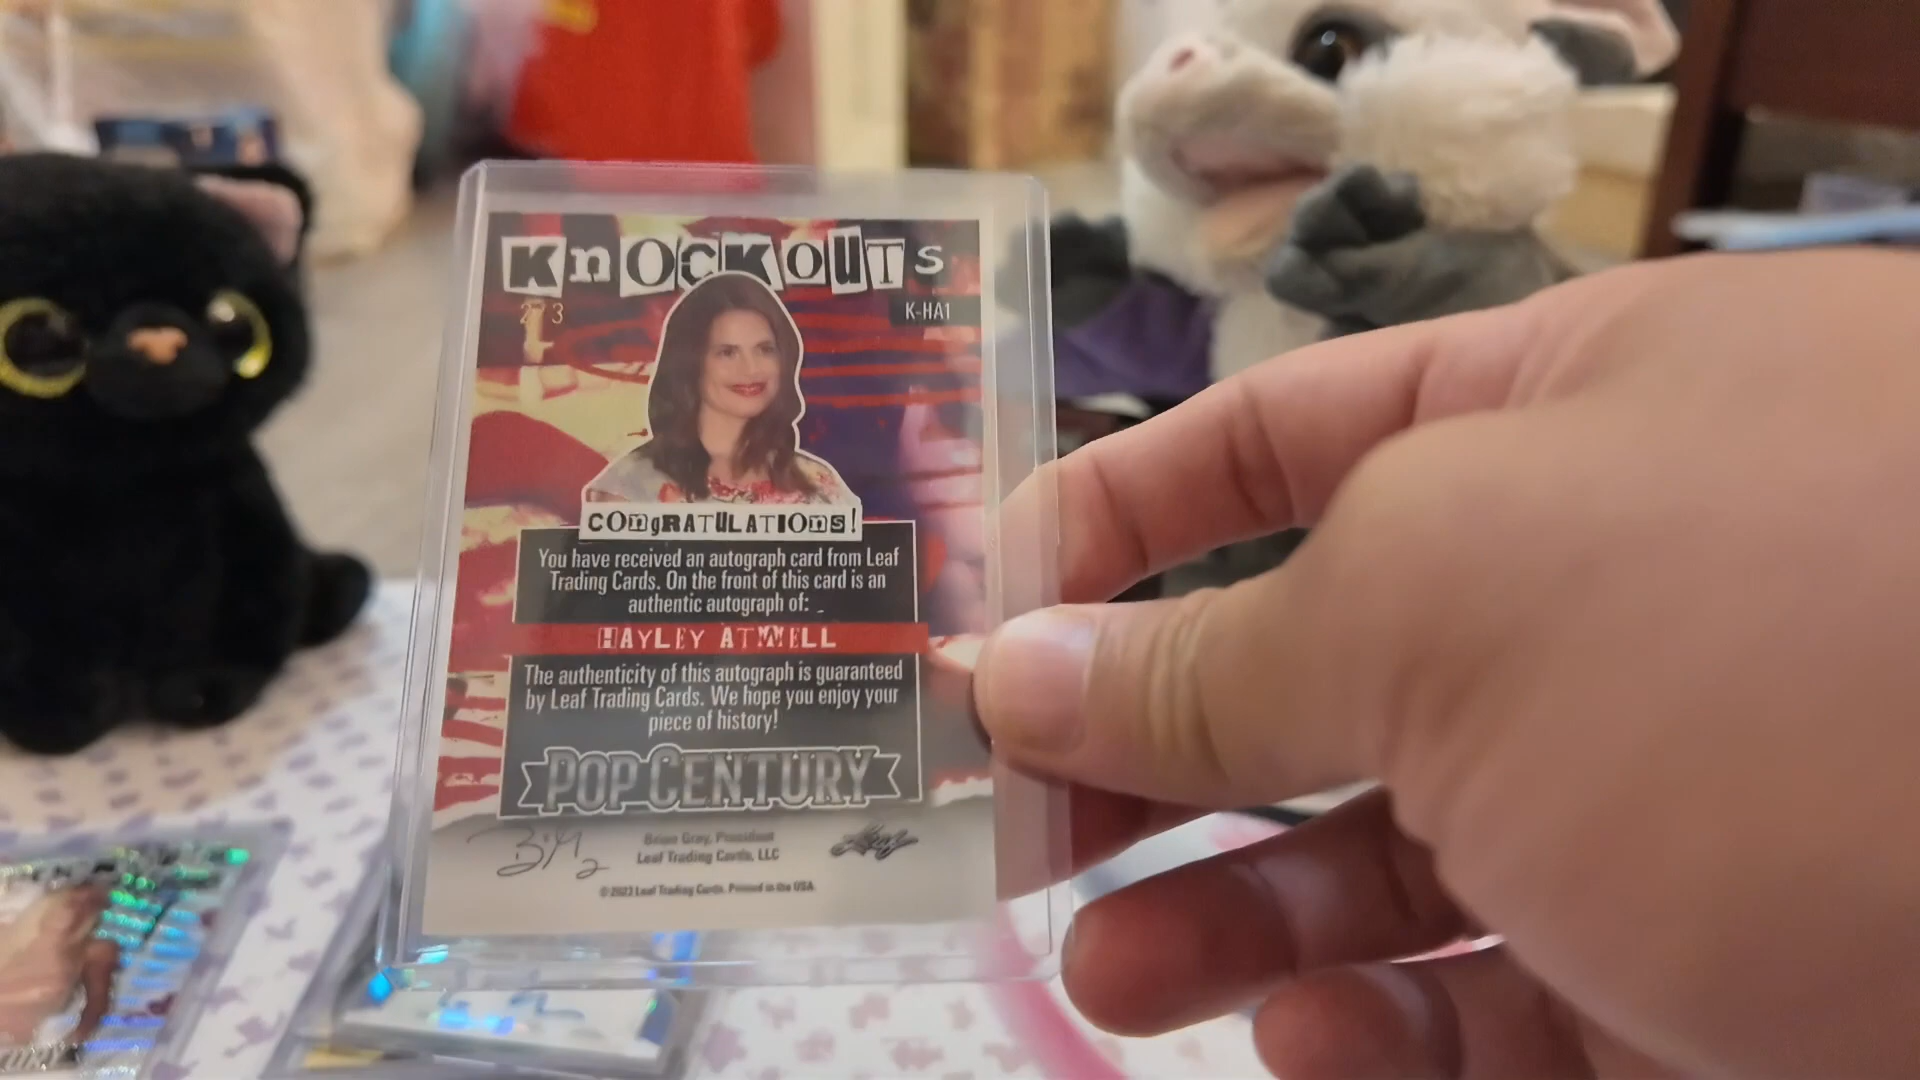 KnOCKOUTS
K-HA1
COngRATULATIOns!
You have received an autograph card from Leaf
Trading Cards. On the front of this card is an
authentic autograph of:
HAYLEY ATWELL
The authenticity of this autograph is guaranteed
by Leaf Trading Cards. We hope you enjoy your
piece of history!
POP CENTURY
Brian Gray, President
Leaf Trading Cards, LLC
Leaf
Leaf Trading Cards. Printed in the USA.